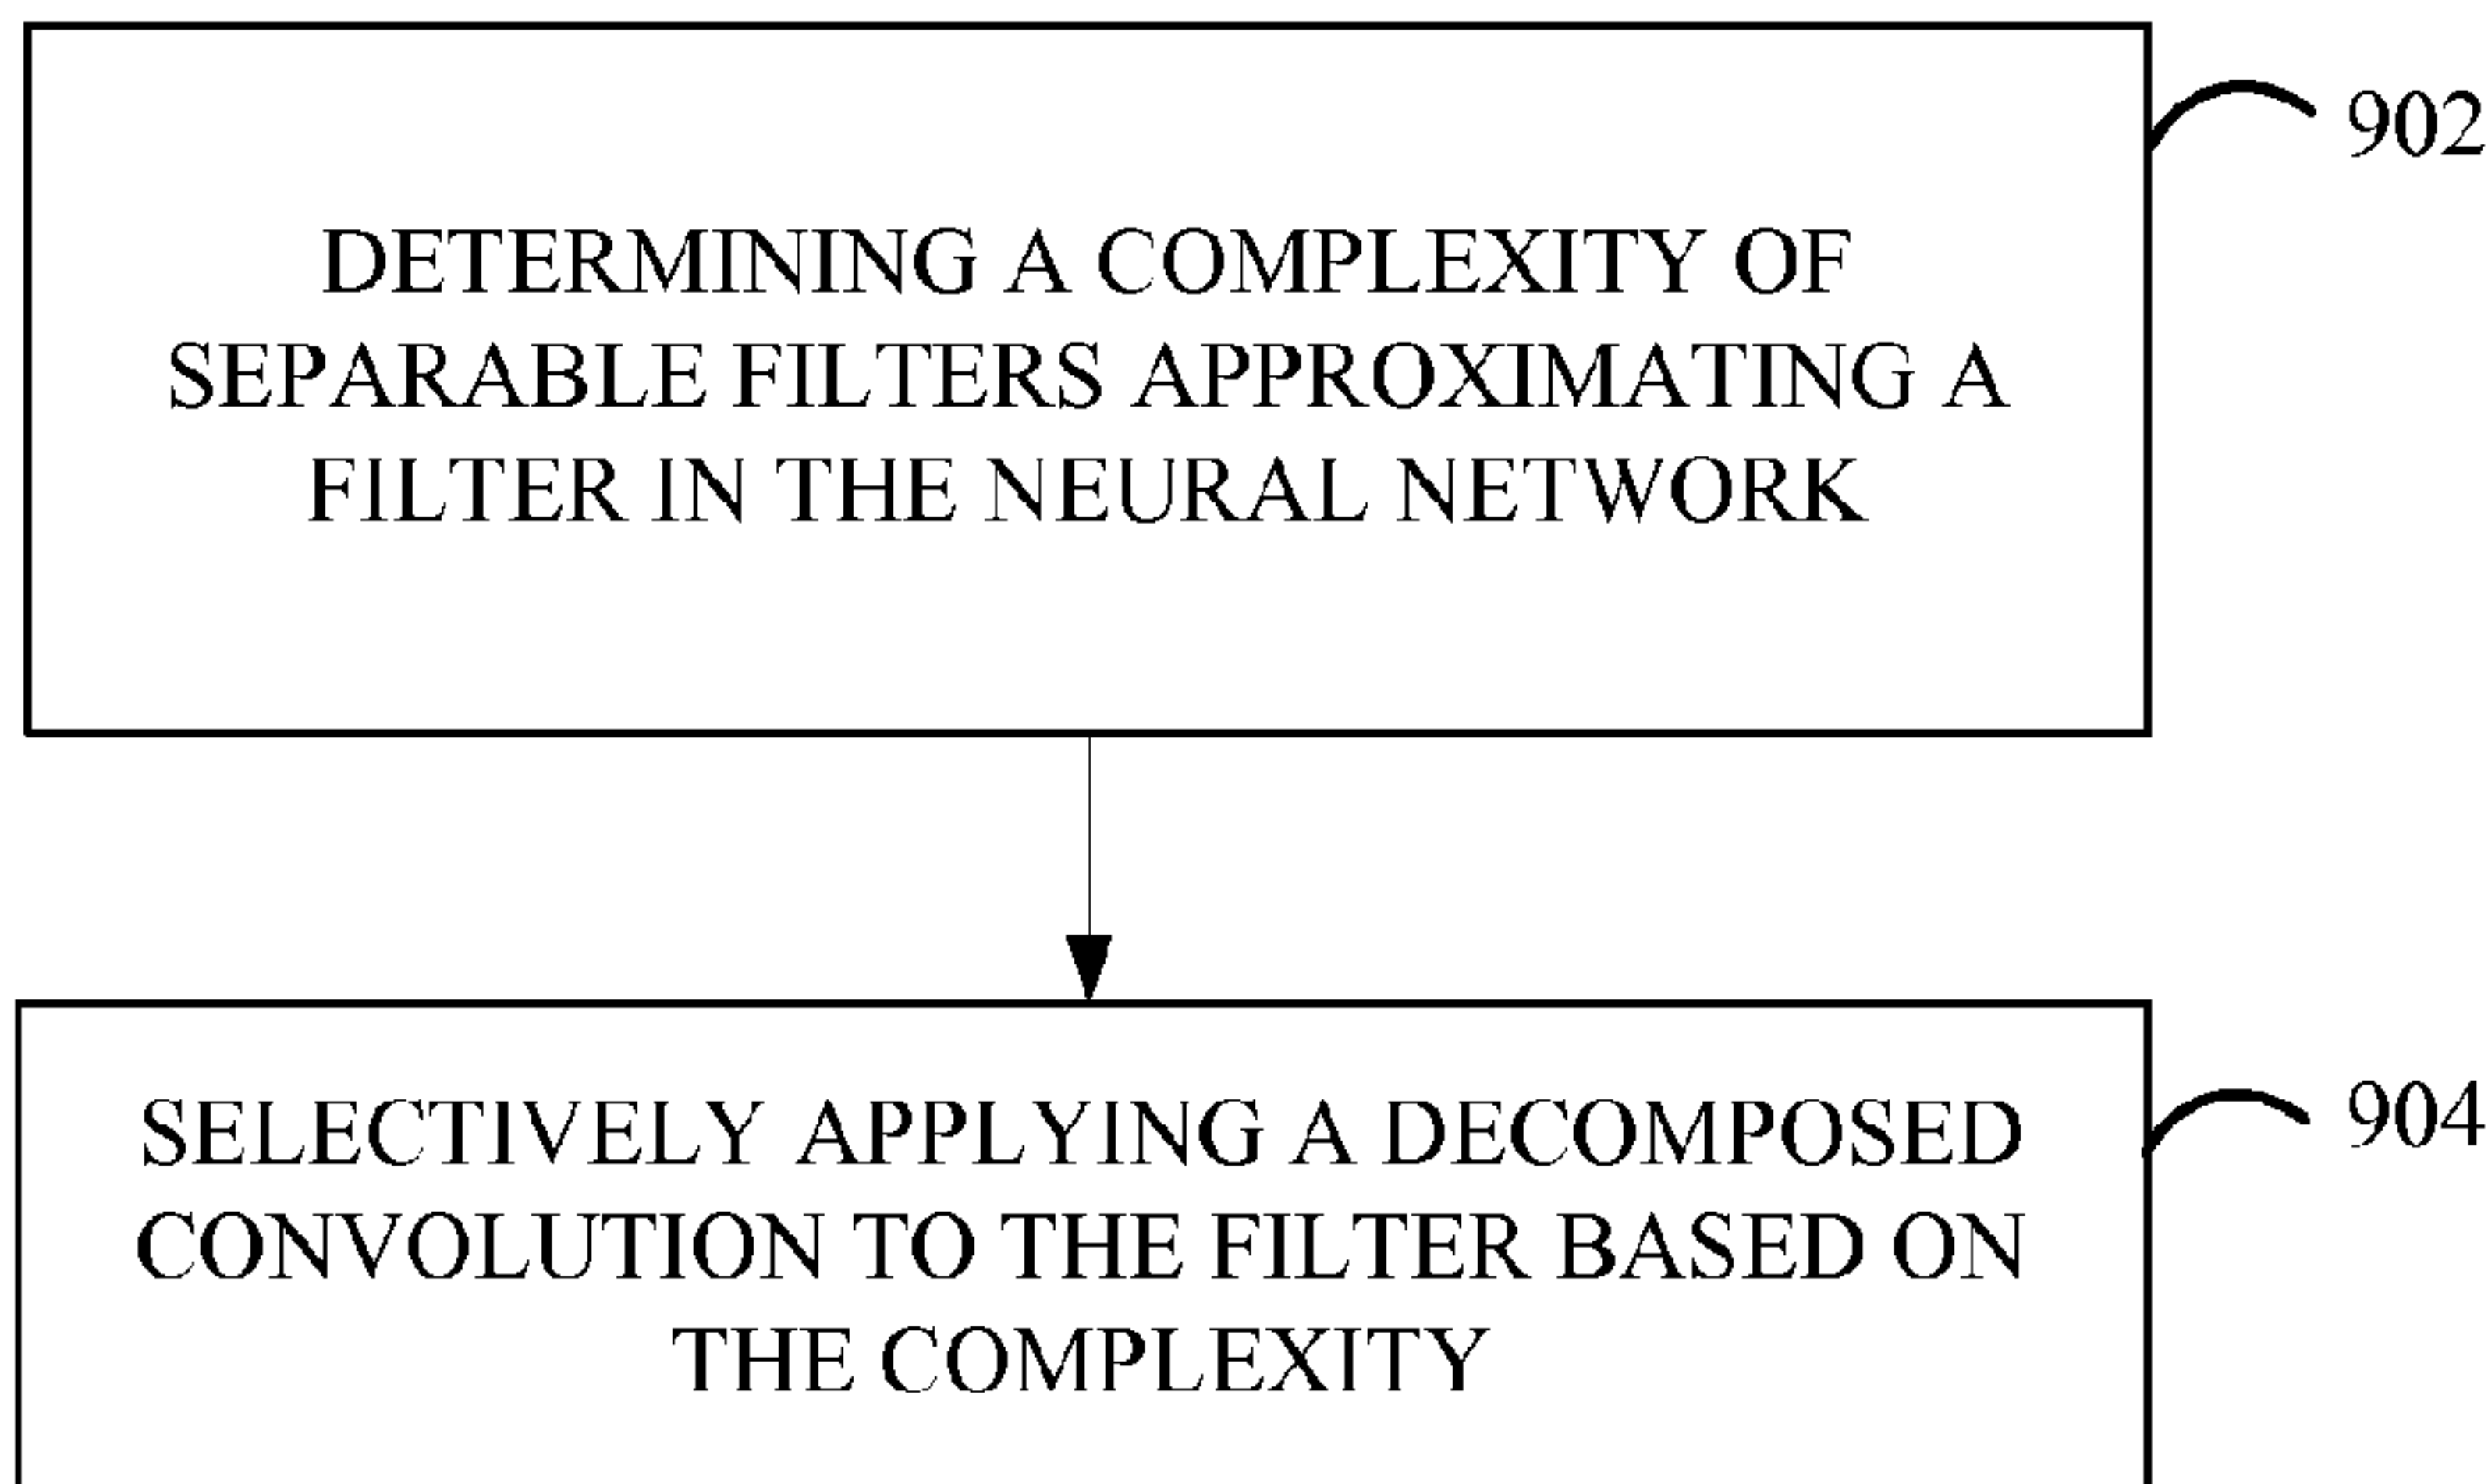 902
DETERMINING A COMPLEXITY OF
SEPARABLE FILTERS APPROXIMATING A
FILTER IN THE NEURAL NETWORK
904
SELECTIVELY APPLYING A DECOMPOSED
CONVOLUTION TO THE FILTER BASED ON
THE COMPLEXITY